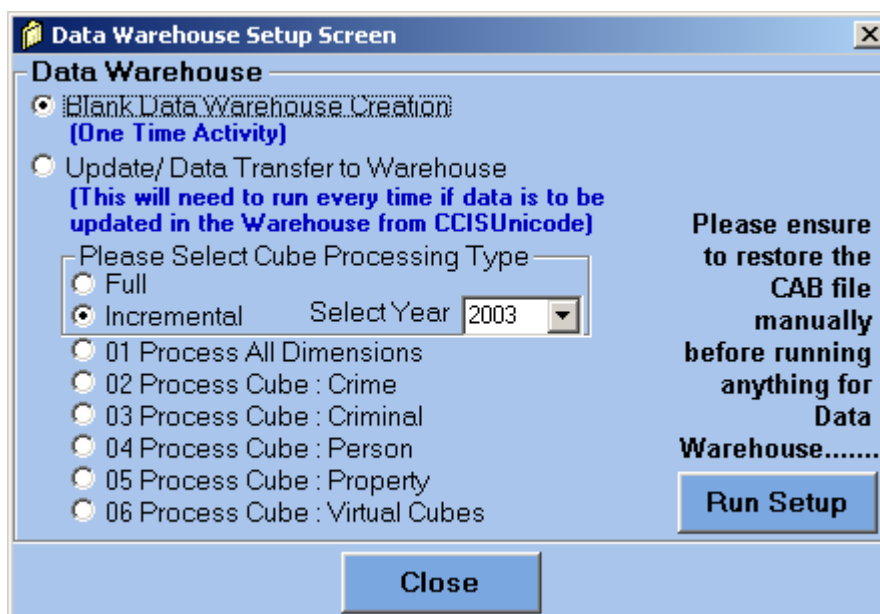 Data Warehouse Setup Screen
Data Warehouse
Blank Data Warehouse Creation
(One Time Activity)
Update/ Data Transfer to Warehouse
(This will need to run every time if data is to be
updated in the Warehouse from CCISUnicode)
Please Select Cube Processing Type
Full
Incremental Select Year 2003
01 Process All Dimensions
02 Process Cube : Crime
03 Process Cube : Criminal
04 Process Cube : Person
05 Process Cube : Property
06 Process Cube : Virtual Cubes
Please ensure
to restore the
CAB file
manually
before running
anything for
Data
Warehouse.......
Run Setup
Close